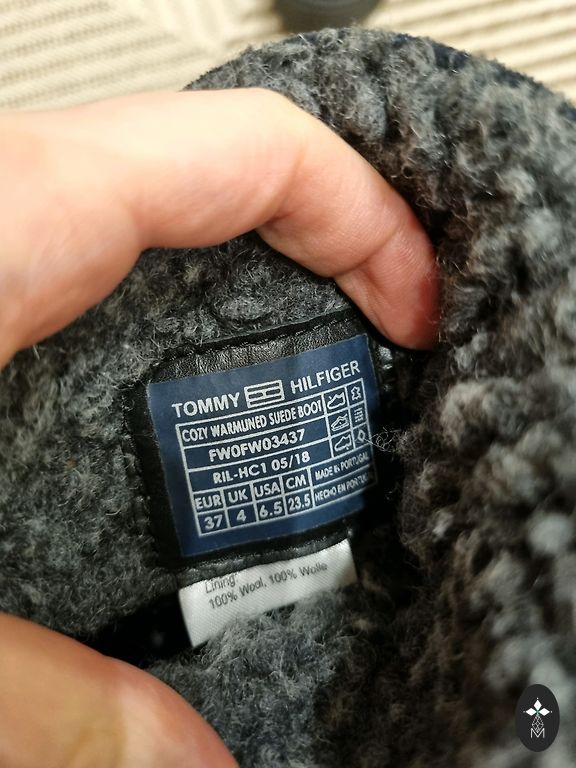 TOMMY HILFIGER
COZY WARMLINED SUEDE BOOT
FW0FW03437
RIL-HC1 05/18
EUR UK USA CM
37 4 6.5 23.5
MADE IN PORTUGAL
HECHO EN PORTUGAL
Lining:
100% Wool, 100% Wolle
M